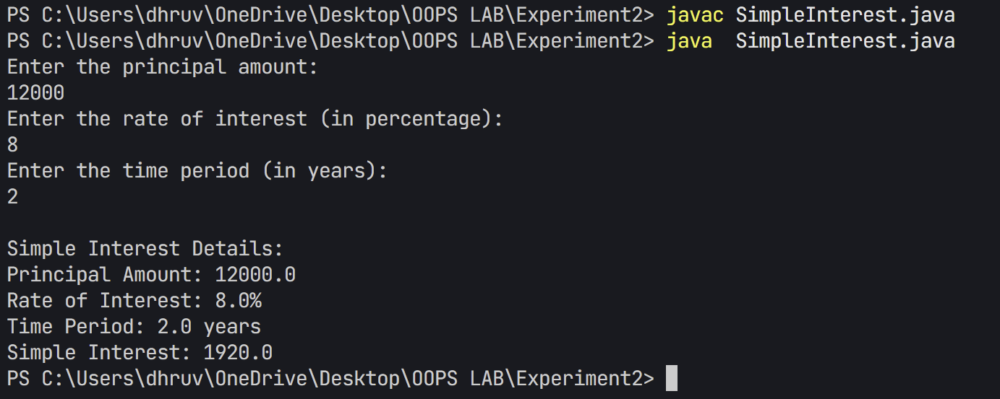 PS C:\Users\dhruv\OneDrive\Desktop\OOPS LAB\Experiment2> javac SimpleInterest.java
PS C:\Users\dhruv\OneDrive\Desktop\OOPS LAB\Experiment2> java  SimpleInterest.java
Enter the principal amount:
12000
Enter the rate of interest (in percentage):
8
Enter the time period (in years):
2

Simple Interest Details:
Principal Amount: 12000.0
Rate of Interest: 8.0%
Time Period: 2.0 years
Simple Interest: 1920.0
PS C:\Users\dhruv\OneDrive\Desktop\OOPS LAB\Experiment2>